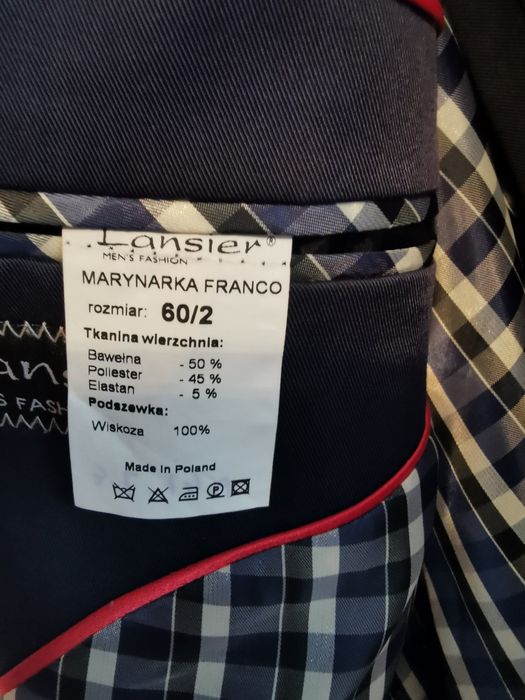 Lansier®
MEN'S FASHION
MARYNARKA FRANCO
rozmiar: 60/2
Tkanina wierzchnia:
Bawełna - 50 %
Poliester - 45 %
Elastan - 5 %
Podszewka:
Wiskoza 100%
Made in Poland